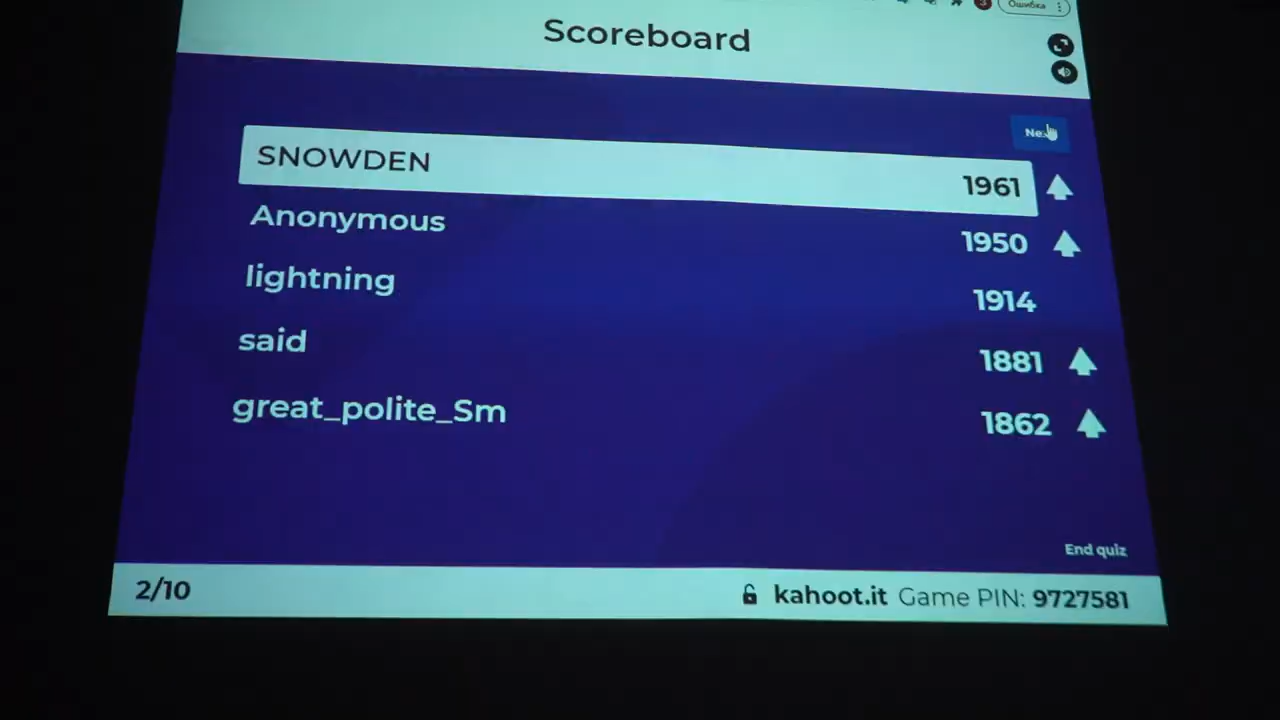 Ошибка
Scoreboard
SNOWDEN 1961
Anonymous 1950
lightning 1914
said 1881
great_polite_Sm 1862
End quiz
2/10 kahoot.it Game PIN: 9727581